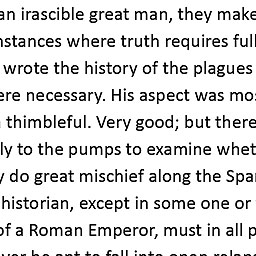 an irascible great man, they make
nstances where truth requires full
wrote the history of the plagues
ere necessary. His aspect was mos
thimbleful. Very good; but there
ly to the pumps to examine whet
do great mischief along the Spa
historian, except in some one or
of a Roman Emperor, must in all p